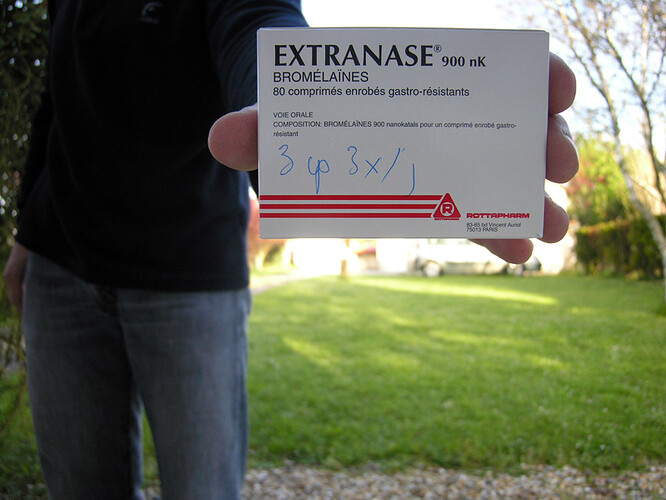 EXTRANASE® 900 nK
BROMÉLAÏNES
80 comprimés enrobés gastro-résistants
VOIE ORALE
COMPOSITION: BROMÉLAÏNES 900 nanokatals pour un comprimé enrobé gastro-
résistant
3 cp 3x/j
R
ROTTAPHARM
83-85 bd Vincent Auriol
75013 PARIS